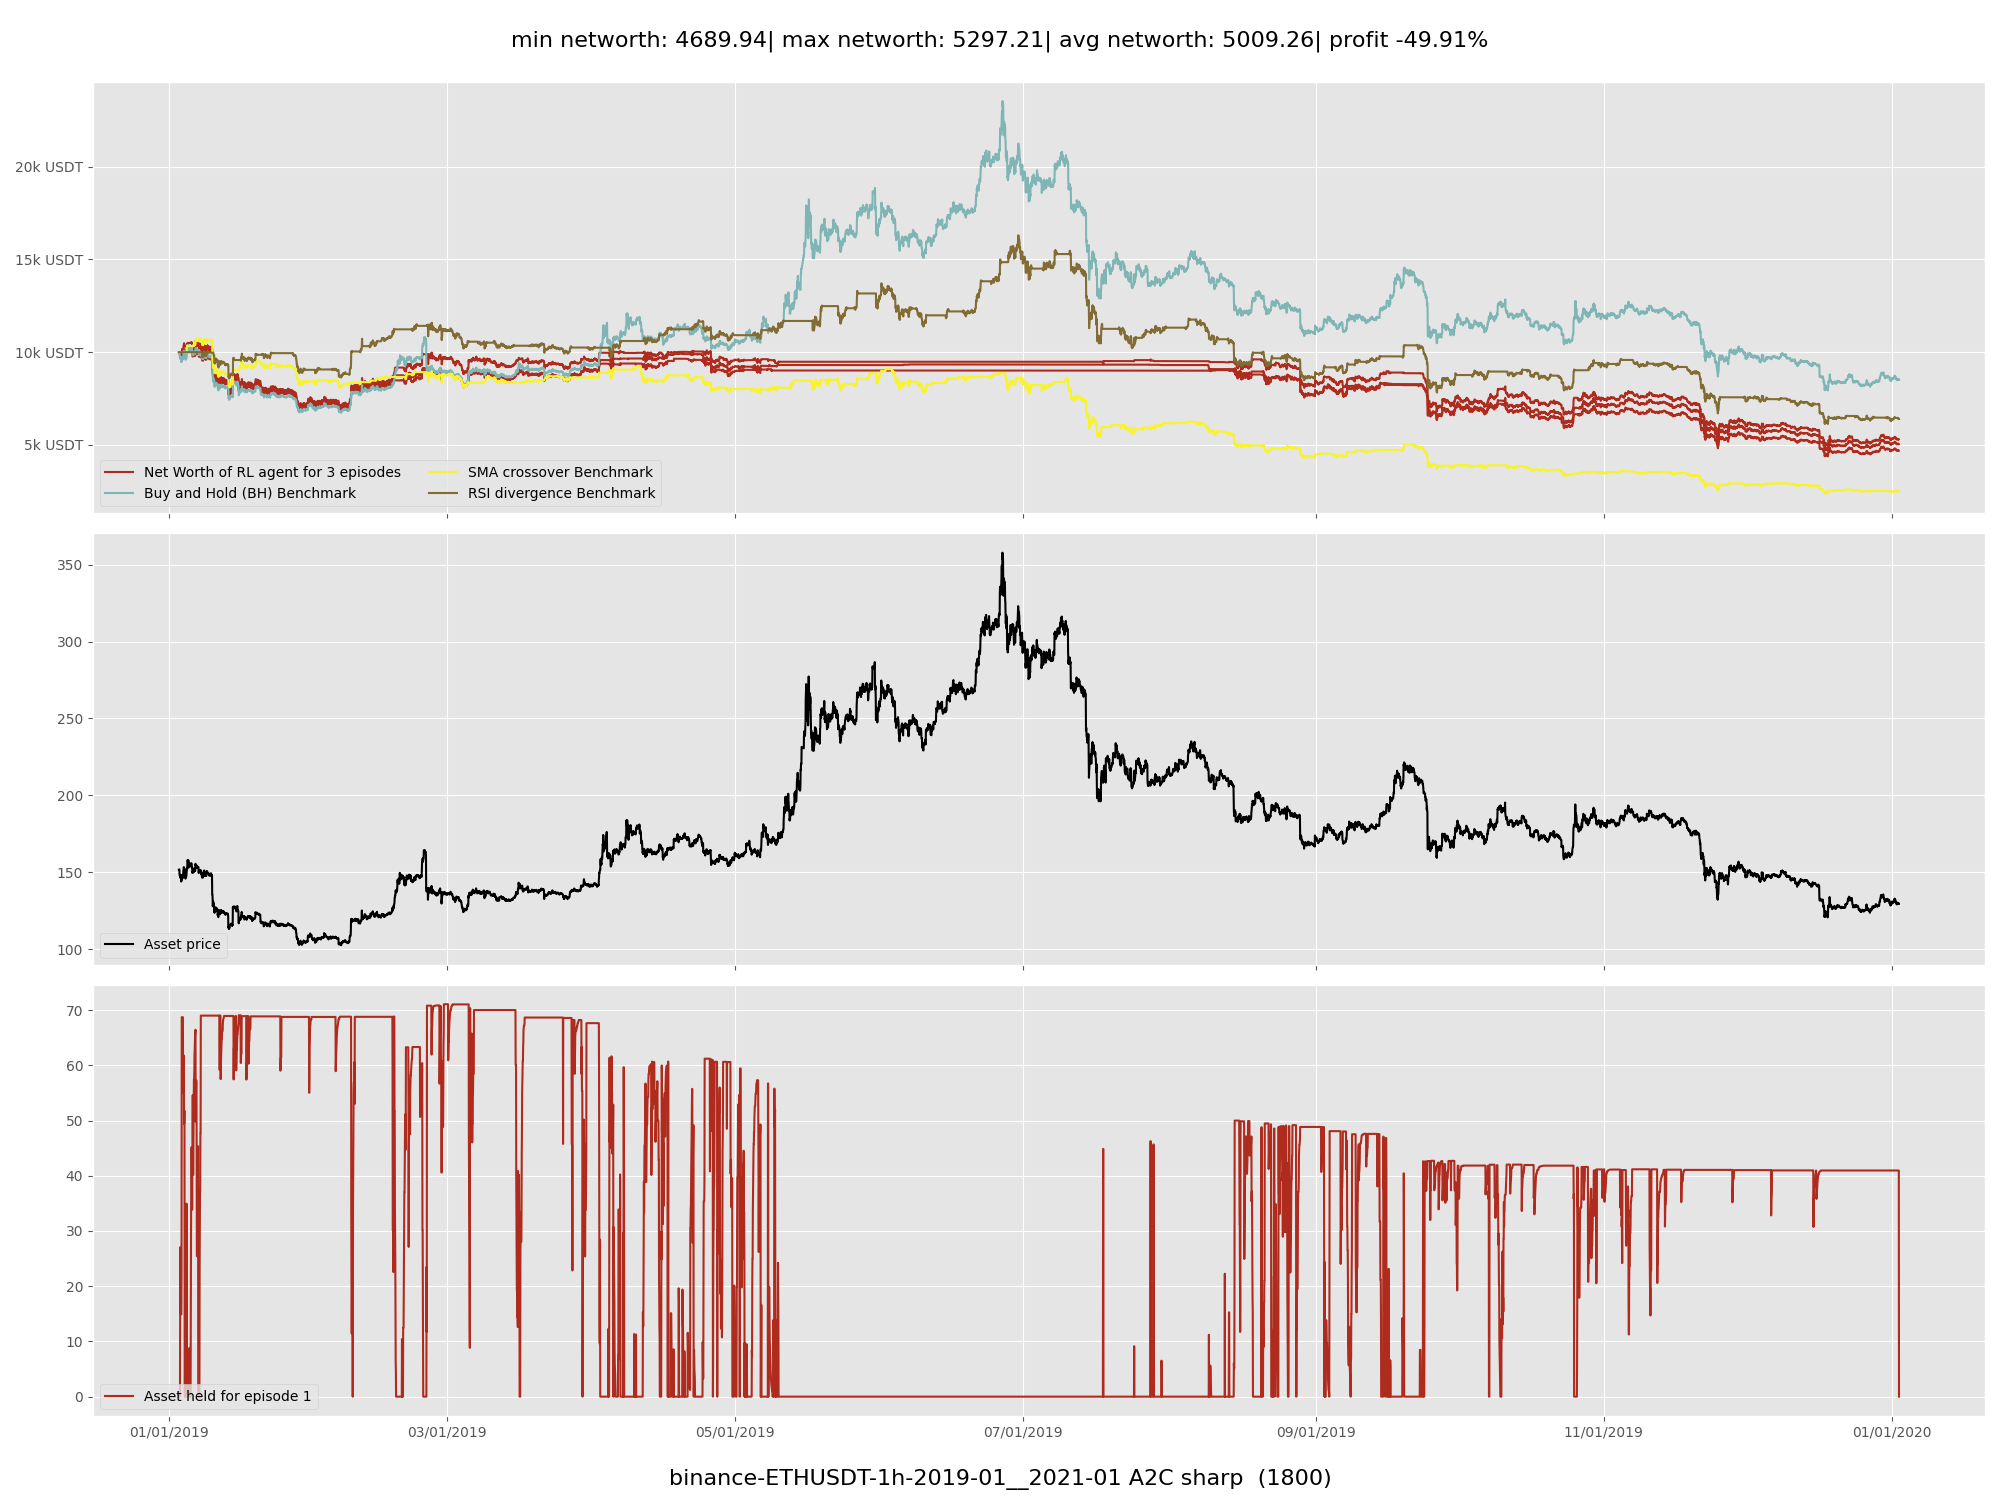 min networth: 4689.94| max networth: 5297.21| avg networth: 5009.26| profit -49.91%
20k USDT
15k USDT
10k USDT
5k USDT
Net Worth of RL agent for 3 episodes
Buy and Hold (BH) Benchmark
SMA crossover Benchmark
RSI divergence Benchmark
350
300
250
200
150
100
Asset price
70
60
50
40
30
20
10
0
Asset held for episode 1
01/01/2019 03/01/2019 05/01/2019 07/01/2019 09/01/2019 11/01/2019 01/01/2020
binance-ETHUSDT-1h-2019-01__2021-01 A2C sharp (1800)